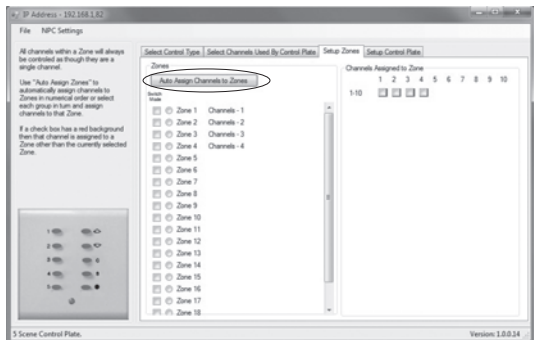 IP Address - 192.168.1.82
File NPC Settings
All channels within a Zone will always
be controled as though they are a
single channel.
Use "Auto Assign Zones" to
automatically assign channels to
Zones in numerical order or select
each group in turn and assign
channels to that Zone.
If a check box has a red background
then that channel is assigned to a
Zone other than the currently selected
Zone.
1
2
3
4
5
5 Scene Control Plate.
Select Control Type Select Channels Used By Control Plate Setup Zones Setup Control Plate
Zones
Auto Assign Channels to Zones
Switch
Mode
Zone 1 Channels - 1
Zone 2 Channels - 2
Zone 3 Channels - 3
Zone 4 Channels - 4
Zone 5
Zone 6
Zone 7
Zone 8
Zone 9
Zone 10
Zone 11
Zone 12
Zone 13
Zone 14
Zone 15
Zone 16
Zone 17
Zone 18
Channels Assigned to Zone
1 2 3 4 5 6 7 8 9 10
1-10
Version: 1.0.0.14